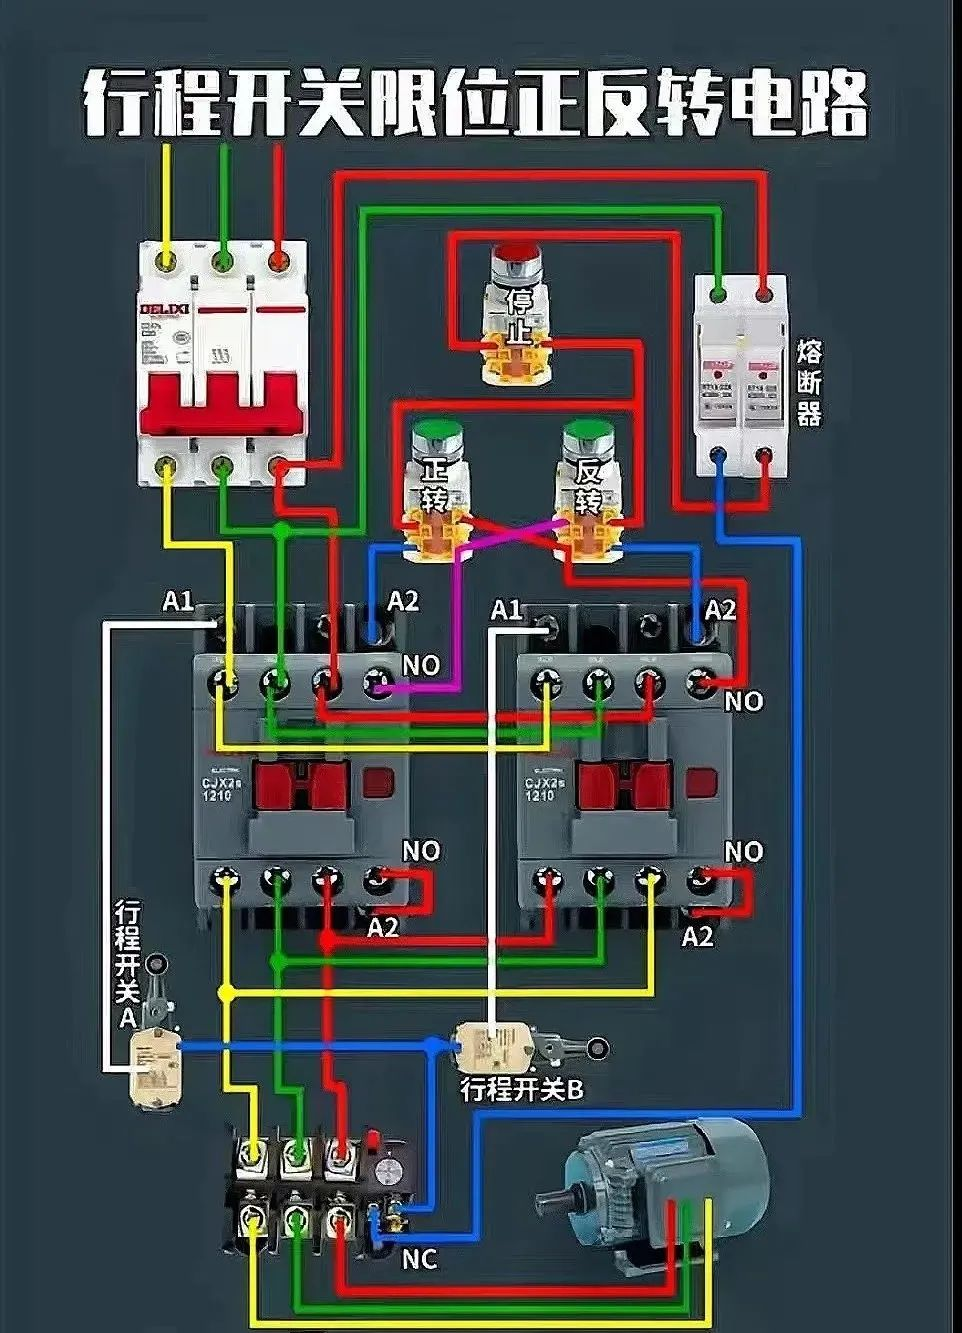 行程开关限位正反转电路
DELIXI
停止
熔断器
正转
反转
A1
A2
A1
A2
NO
NO
CJX2s
1210
CJX2s
1210
NO
NO
A2
A2
行程开关A
行程开关B
NC